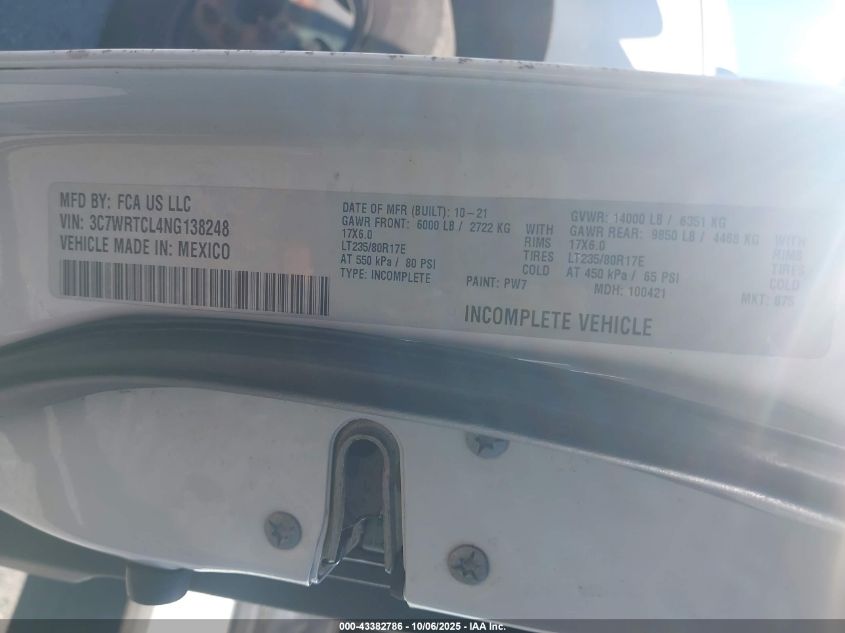 MFD BY: FCA US LLC
VIN: 3C7WRTCL4NG138248
VEHICLE MADE IN: MEXICO
DATE OF MFR (BUILT): 10-21
GAWR FRONT: 6000 LB / 2722 KG WITH
17X6.0 RIMS
LT235/80R17E TIRES
AT 550 kPa / 80 PSI COLD
TYPE: INCOMPLETE
PAINT: PW7
GVWR: 14000 LB / 6351 KG
GAWR REAR: 9850 LB / 4468 KG WITH
17X6.0 RIMS
LT235/80R17E TIRES
AT 450 kPa / 65 PSI COLD
MDH: 100421
MKT: 875
INCOMPLETE VEHICLE
000-43382786 - 10/06/2025 - IAA Inc.